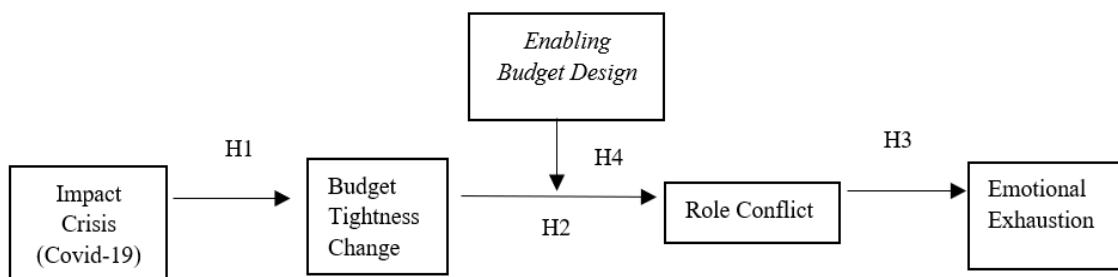 Enabling
Budget Design
H1
H4
H3
Impact
Crisis
(Covid-19)
Budget
Tightness
Change
H2
Role Conflict
Emotional
Exhaustion